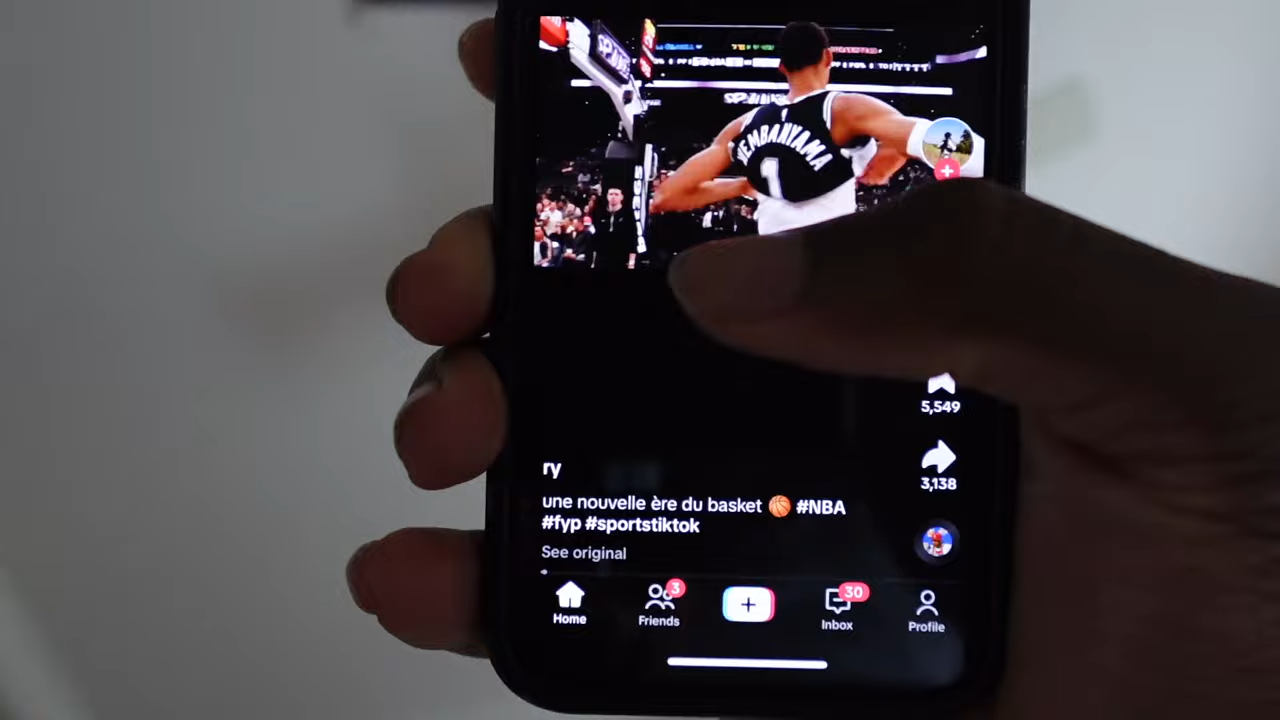 SPURS
WEMBANYAMA
1
5,549
3,138
ry
une nouvelle ère du basket 🏀 #NBA
#fyp #sportstiktok
See original
3
30
Home
Friends
Inbox
Profile